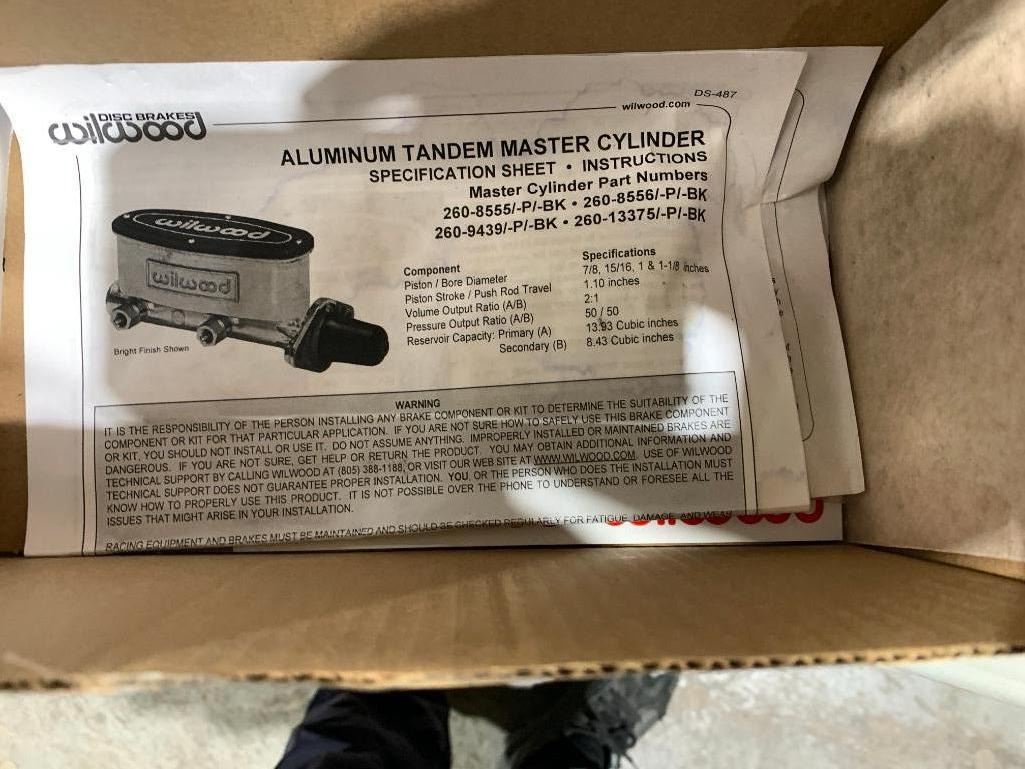 DS-487
wilwood.com
DISC BRAKES
wilwood
ALUMINUM TANDEM MASTER CYLINDER
SPECIFICATION SHEET • INSTRUCTIONS
Master Cylinder Part Numbers
260-8555/-P/-BK • 260-8556/-P/-BK
260-9439/-P/-BK • 260-13375/-P/-BK
wilwood
wilwood
Bright Finish Shown
Component Specifications
Piston / Bore Diameter 7/8, 15/16, 1 & 1-1/8 inches
Piston Stroke / Push Rod Travel 1.10 inches
Volume Output Ratio (A/B) 2:1
Pressure Output Ratio (A/B) 50 / 50
Reservoir Capacity: Primary (A) 13.93 Cubic inches
Secondary (B) 8.43 Cubic inches
WARNING
IT IS THE RESPONSIBILITY OF THE PERSON INSTALLING ANY BRAKE COMPONENT OR KIT TO DETERMINE THE SUITABILITY OF THE
COMPONENT OR KIT FOR THAT PARTICULAR APPLICATION. IF YOU ARE NOT SURE HOW TO SAFELY USE THIS BRAKE COMPONENT
OR KIT, YOU SHOULD NOT INSTALL OR USE IT. DO NOT ASSUME ANYTHING. IMPROPERLY INSTALLED OR MAINTAINED BRAKES ARE
DANGEROUS. IF YOU ARE NOT SURE, GET HELP OR RETURN THE PRODUCT. YOU MAY OBTAIN ADDITIONAL INFORMATION AND
TECHNICAL SUPPORT BY CALLING WILWOOD AT (805) 388-1188, OR VISIT OUR WEB SITE AT WWW.WILWOOD.COM. USE OF WILWOOD
TECHNICAL SUPPORT DOES NOT GUARANTEE PROPER INSTALLATION. YOU, OR THE PERSON WHO DOES THE INSTALLATION MUST
KNOW HOW TO PROPERLY USE THIS PRODUCT. IT IS NOT POSSIBLE OVER THE PHONE TO UNDERSTAND OR FORESEE ALL THE
ISSUES THAT MIGHT ARISE IN YOUR INSTALLATION.
RACING EQUIPMENT AND BRAKES MUST BE MAINTAINED AND SHOULD BE CHECKED REGULARLY FOR FATIGUE, DAMAGE, AND WEAR